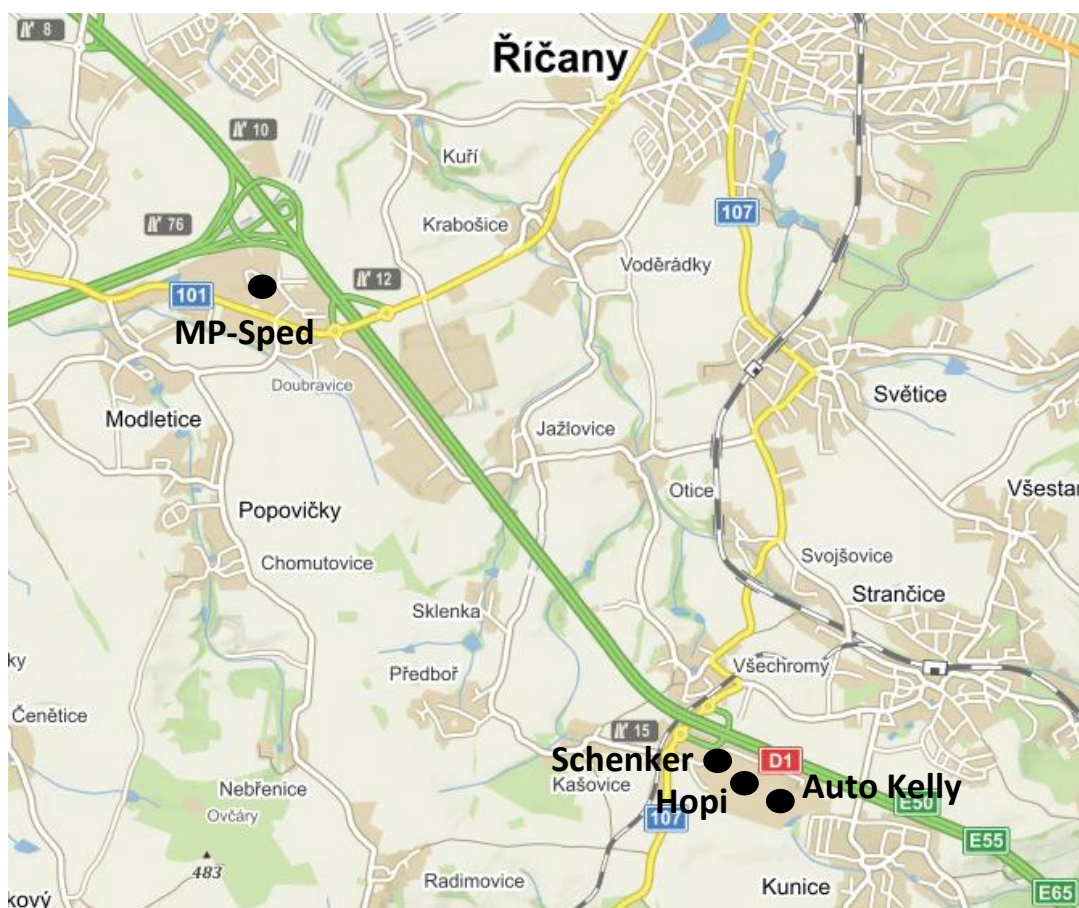 8
Říčany
10
Kuří
107
76
Krabošice
Voděrádky
12
101
MP-Sped
Doubravice
Světice
Modletice
Jažlovice
Otice
Všestar
Popovičky
Svojšovice
Chomutovice
Strančice
Sklenka
ky
Předboř
Všechromy
Čenětice
15
Schenker
D1
Nebřenice
Kašovice
Hopi
Auto Kelly
E50
Ovčáry
107
E55
483
Radimovice
Kunice
kový
E65